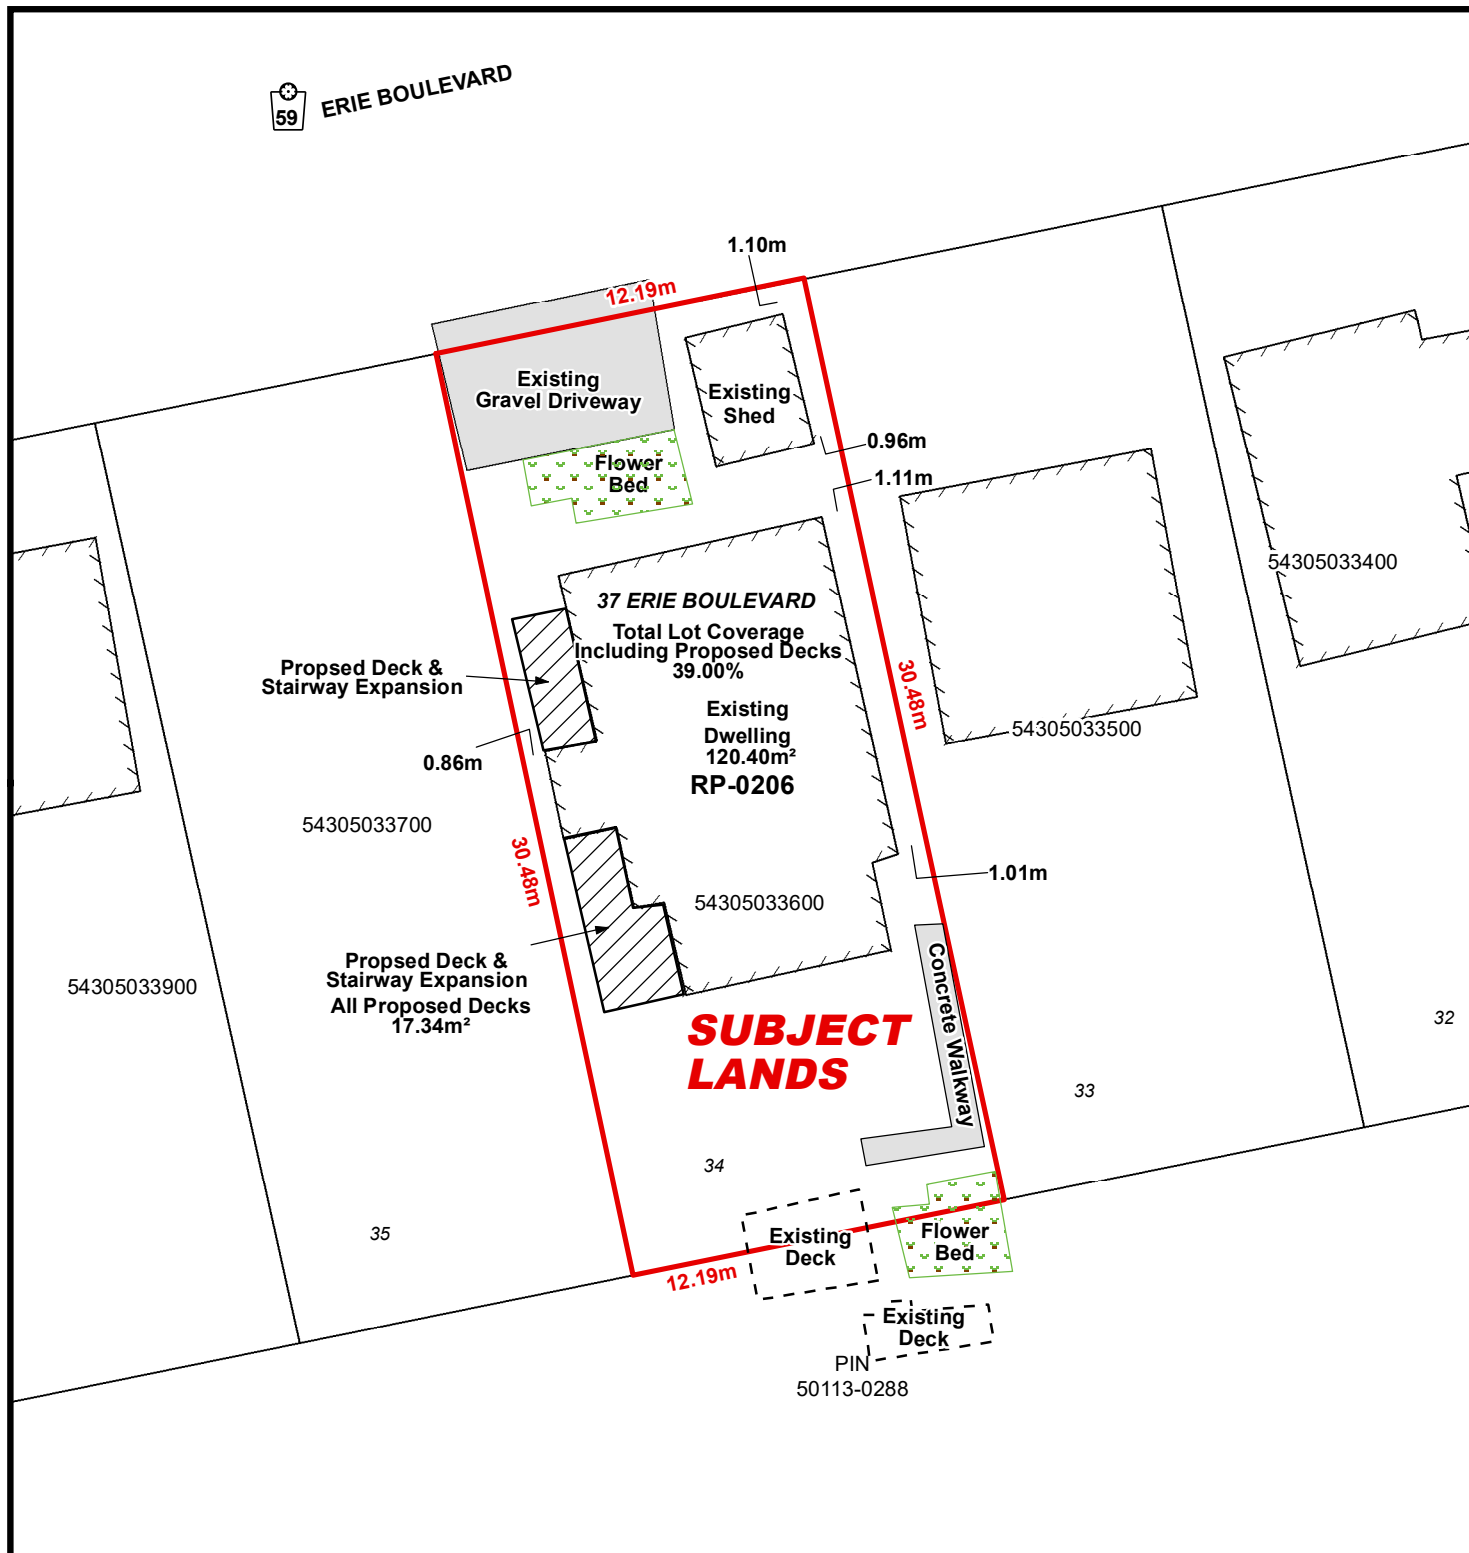 ERIE BOULEVARD
59
1.10m
12.19m
Existing
Gravel Driveway
Existing
Shed
0.96m
Flower
Bed
1.11m
54305033400
37 ERIE BOULEVARD
Total Lot Coverage
Including Proposed Decks
39.00%
Propsed Deck &
Stairway Expansion
30.48m
Existing
Dwelling
120.40m²
RP-0206
54305033500
0.86m
54305033700
30.48m
1.01m
54305033600
Propsed Deck &
Stairway Expansion
All Proposed Decks
17.34m²
54305033900
Concrete Walkway
SUBJECT
LANDS
32
33
34
35
Existing
Deck
Flower
Bed
12.19m
Existing
Deck
PIN
50113-0288